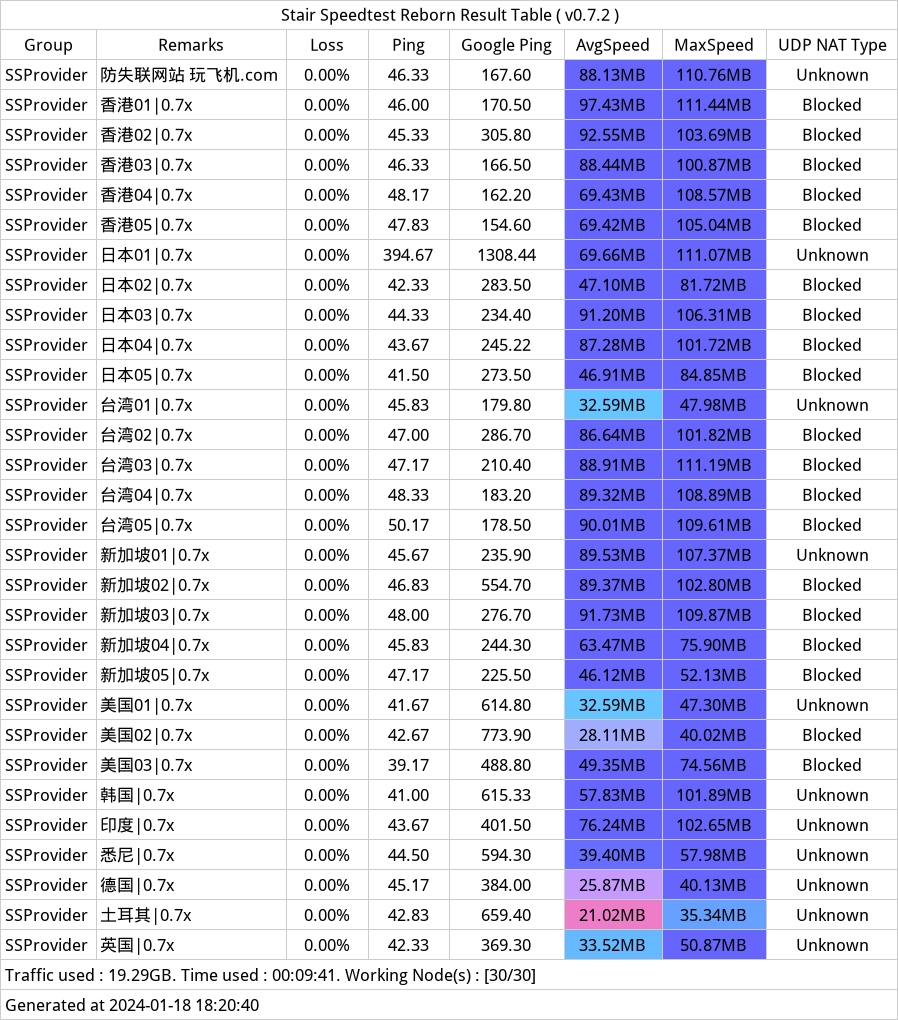 Stair Speedtest Reborn Result Table ( v0.7.2 )
Group Remarks Loss Ping Google Ping AvgSpeed MaxSpeed UDP NAT Type
SSProvider 防失联网站 玩飞机.com 0.00% 46.33 167.60 88.13MB 110.76MB Unknown
SSProvider 香港01|0.7x 0.00% 46.00 170.50 97.43MB 111.44MB Blocked
SSProvider 香港02|0.7x 0.00% 45.33 305.80 92.55MB 103.69MB Blocked
SSProvider 香港03|0.7x 0.00% 46.33 166.50 88.44MB 100.87MB Blocked
SSProvider 香港04|0.7x 0.00% 48.17 162.20 69.43MB 108.57MB Blocked
SSProvider 香港05|0.7x 0.00% 47.83 154.60 69.42MB 105.04MB Blocked
SSProvider 日本01|0.7x 0.00% 394.67 1308.44 69.66MB 111.07MB Unknown
SSProvider 日本02|0.7x 0.00% 42.33 283.50 47.10MB 81.72MB Blocked
SSProvider 日本03|0.7x 0.00% 44.33 234.40 91.20MB 106.31MB Blocked
SSProvider 日本04|0.7x 0.00% 43.67 245.22 87.28MB 101.72MB Blocked
SSProvider 日本05|0.7x 0.00% 41.50 273.50 46.91MB 84.85MB Blocked
SSProvider 台湾01|0.7x 0.00% 45.83 179.80 32.59MB 47.98MB Unknown
SSProvider 台湾02|0.7x 0.00% 47.00 286.70 86.64MB 101.82MB Blocked
SSProvider 台湾03|0.7x 0.00% 47.17 210.40 88.91MB 111.19MB Blocked
SSProvider 台湾04|0.7x 0.00% 48.33 183.20 89.32MB 108.89MB Blocked
SSProvider 台湾05|0.7x 0.00% 50.17 178.50 90.01MB 109.61MB Blocked
SSProvider 新加坡01|0.7x 0.00% 45.67 235.90 89.53MB 107.37MB Unknown
SSProvider 新加坡02|0.7x 0.00% 46.83 554.70 89.37MB 102.80MB Blocked
SSProvider 新加坡03|0.7x 0.00% 48.00 276.70 91.73MB 109.87MB Blocked
SSProvider 新加坡04|0.7x 0.00% 45.83 244.30 63.47MB 75.90MB Blocked
SSProvider 新加坡05|0.7x 0.00% 47.17 225.50 46.12MB 52.13MB Blocked
SSProvider 美国01|0.7x 0.00% 41.67 614.80 32.59MB 47.30MB Unknown
SSProvider 美国02|0.7x 0.00% 42.67 773.90 28.11MB 40.02MB Blocked
SSProvider 美国03|0.7x 0.00% 39.17 488.80 49.35MB 74.56MB Blocked
SSProvider 韩国|0.7x 0.00% 41.00 615.33 57.83MB 101.89MB Unknown
SSProvider 印度|0.7x 0.00% 43.67 401.50 76.24MB 102.65MB Unknown
SSProvider 悉尼|0.7x 0.00% 44.50 594.30 39.40MB 57.98MB Unknown
SSProvider 德国|0.7x 0.00% 45.17 384.00 25.87MB 40.13MB Unknown
SSProvider 土耳其|0.7x 0.00% 42.83 659.40 21.02MB 35.34MB Unknown
SSProvider 英国|0.7x 0.00% 42.33 369.30 33.52MB 50.87MB Unknown
Traffic used : 19.29GB. Time used : 00:09:41. Working Node(s) : [30/30]
Generated at 2024-01-18 18:20:40